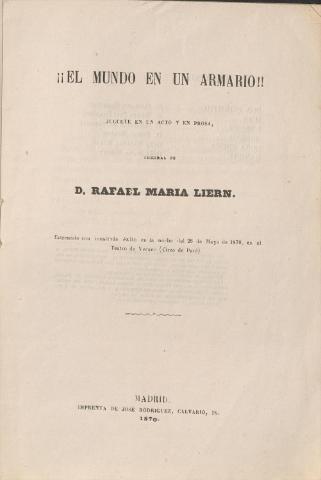 ¡¡EL MUNDO EN UN ARMARIO!!
JUGUETE EN UN ACTO Y EN PROSA,
ORIGINAL DE
D. RAFAEL MARIA LIERN.
Estrenado con éxito en la noche del 28 de Mayo de 1870, en el
Teatro de Verano (Circo de Paul)
MADRID.
IMPRENTA DE JOSÉ RODRIGUEZ, CALVARIO, 18.
1870.